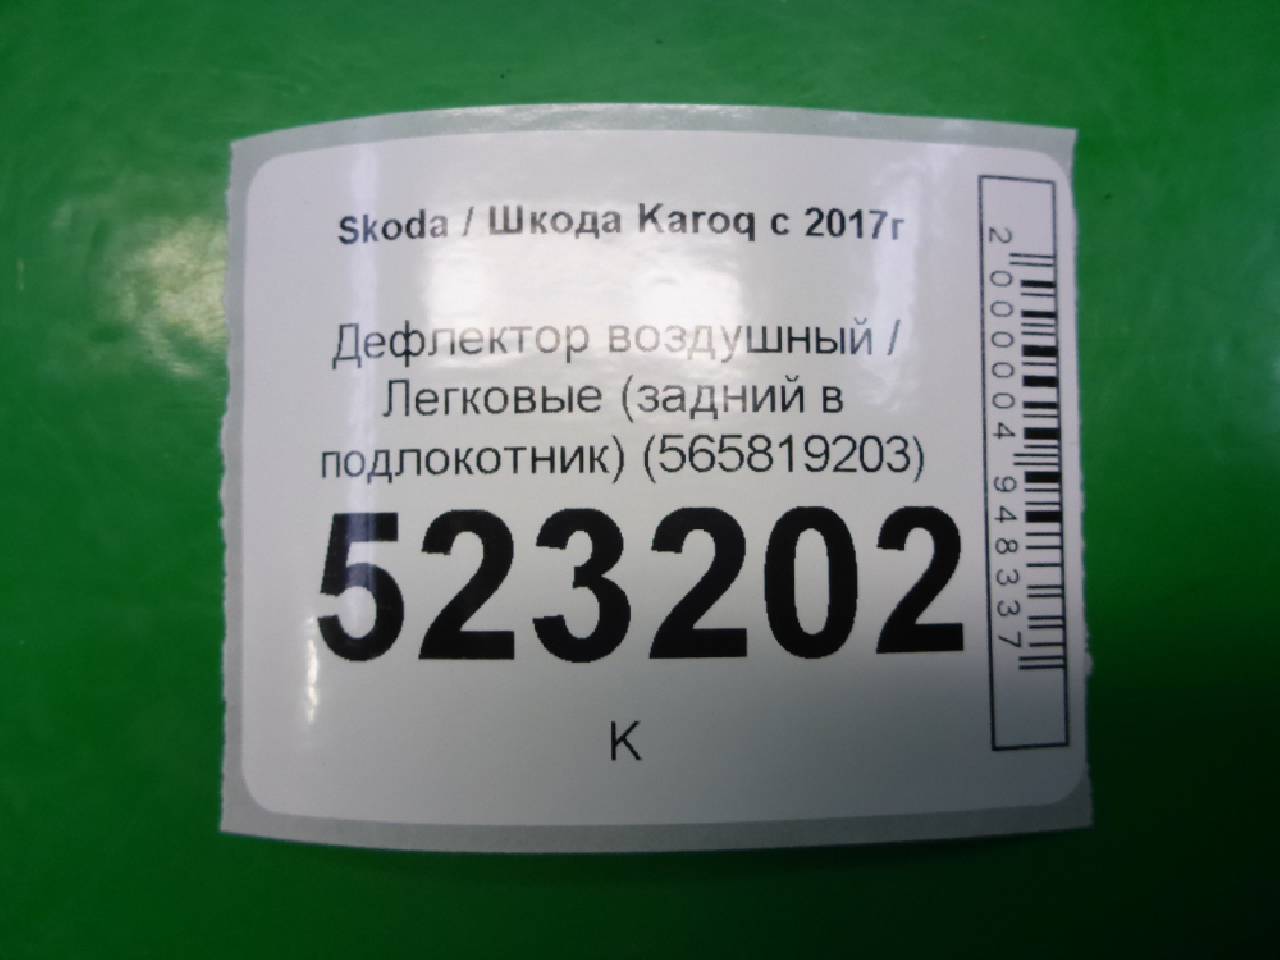 Skoda / Шкода Karoq с 2017г
Дефлектор воздушный /
Легковые (задний в
подлокотник) (565819203)
523202
К
2000004948337